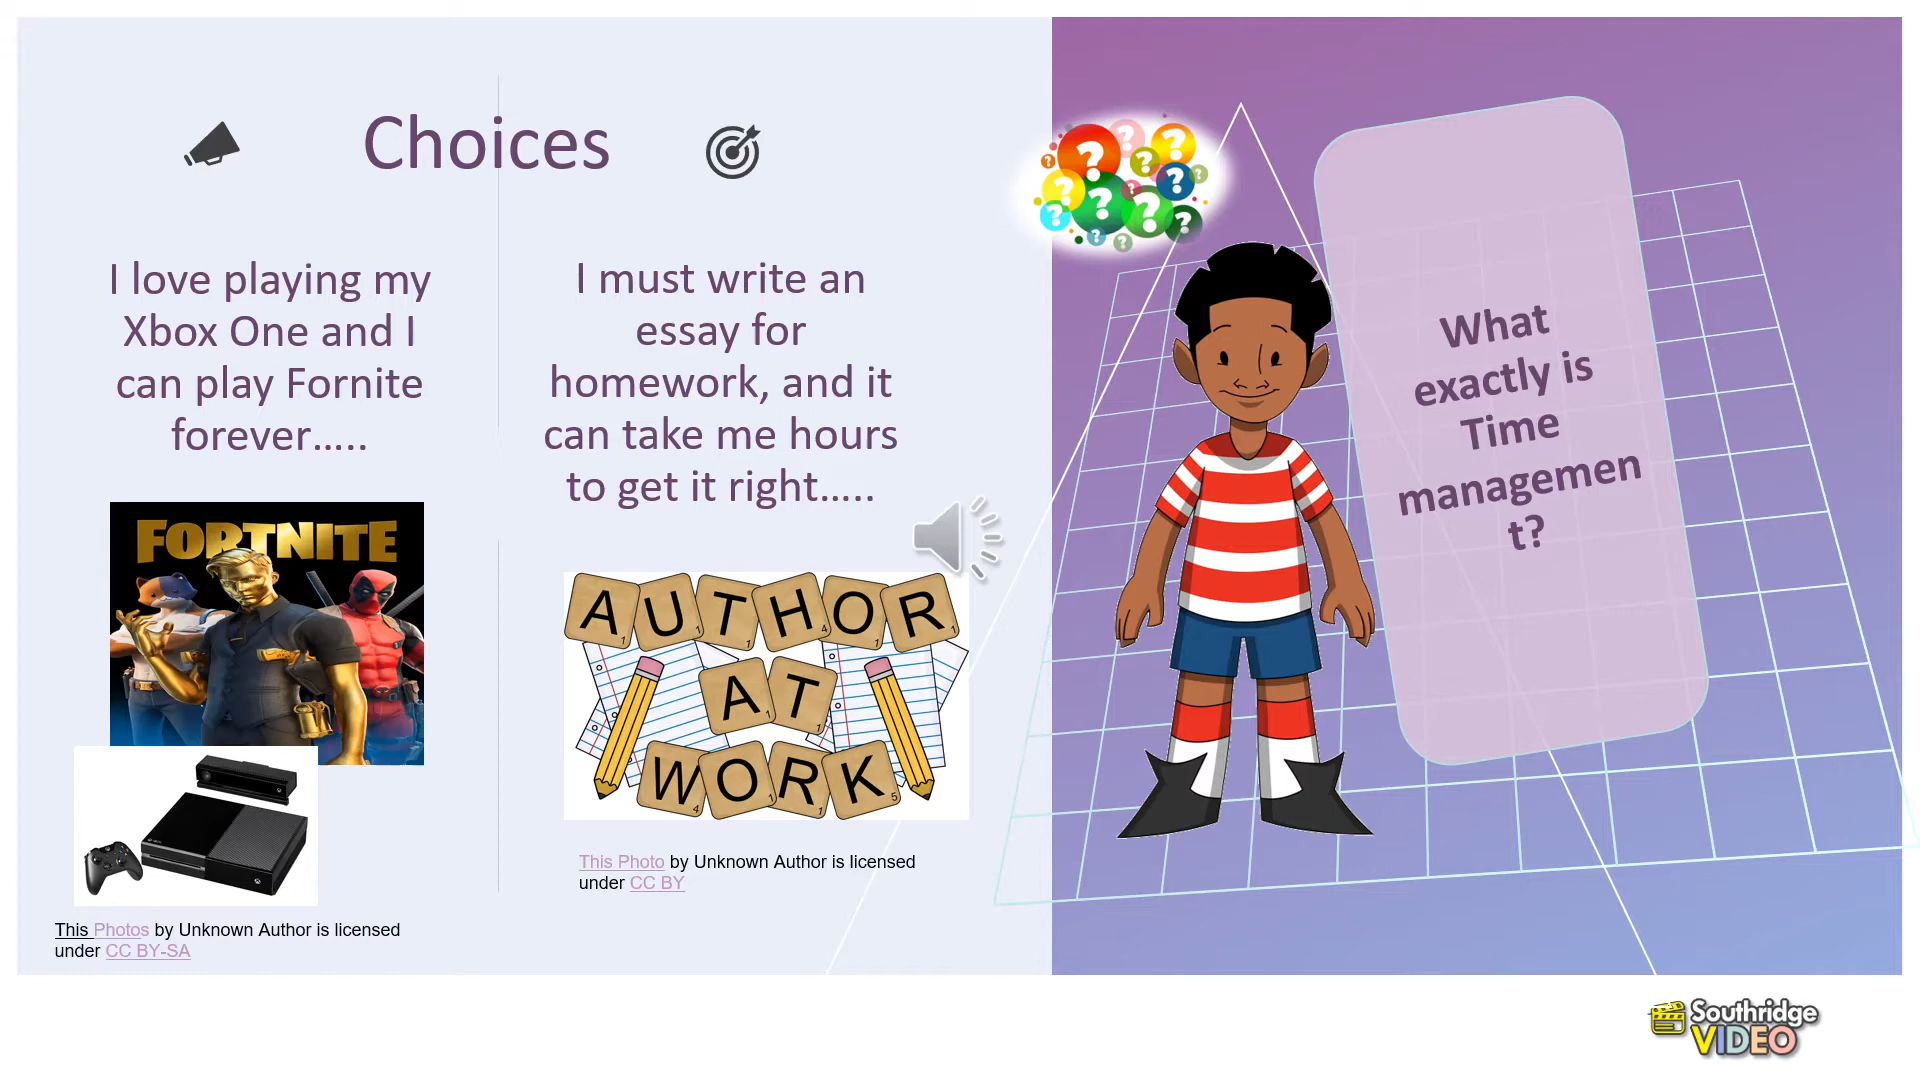 Choices
I love playing my
Xbox One and I
can play Fornite
forever…..
FORTNITE
This Photos by Unknown Author is licensed
under CC BY-SA
I must write an
essay for
homework, and it
can take me hours
to get it right…..
AUTHOR
AT
WORK
This Photo by Unknown Author is licensed
under CC BY
What
exactly is
Time
managemen
t?
Southridge
VIDEO